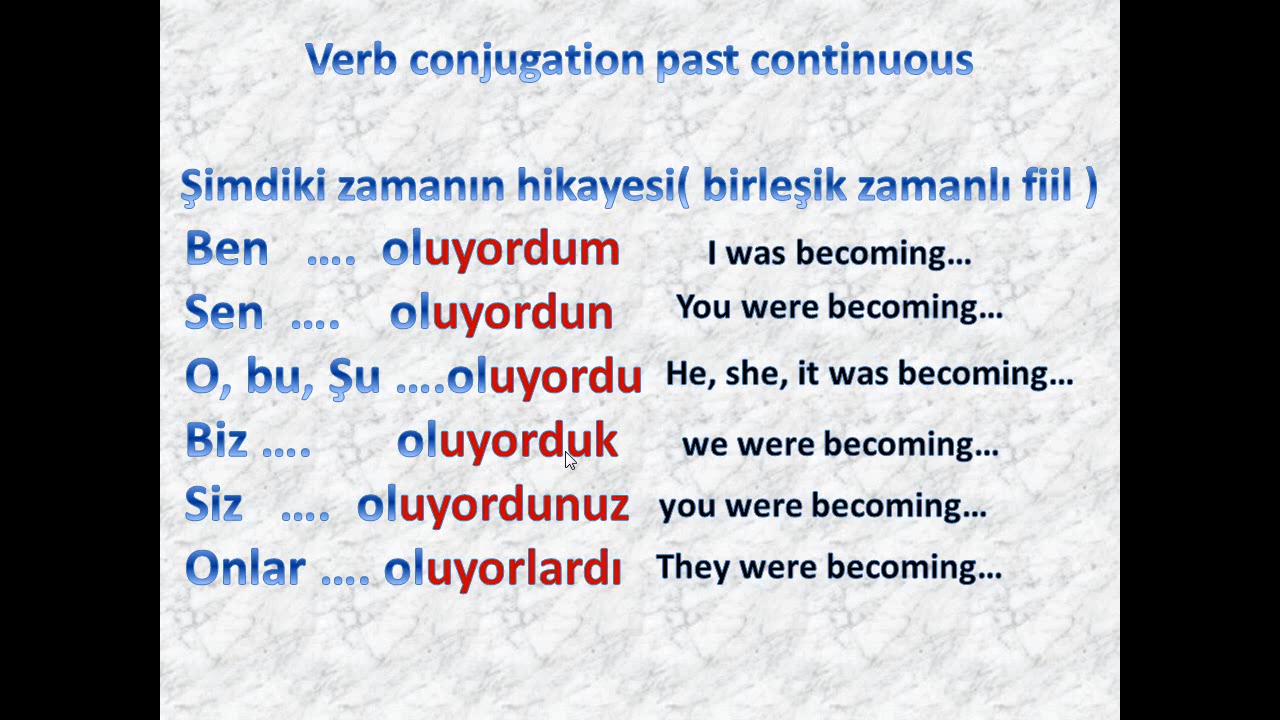 Verb conjugation past continuous
Şimdiki zamanın hikayesi( birleşik zamanlı fiil )
Ben .... oluyordum I was becoming...
Sen .... oluyordun You were becoming...
O, bu, Şu ....oluyordu He, she, it was becoming...
Biz .... oluyorduk we were becoming...
Siz .... oluyordunuz you were becoming...
Onlar .... oluyorlardı They were becoming...